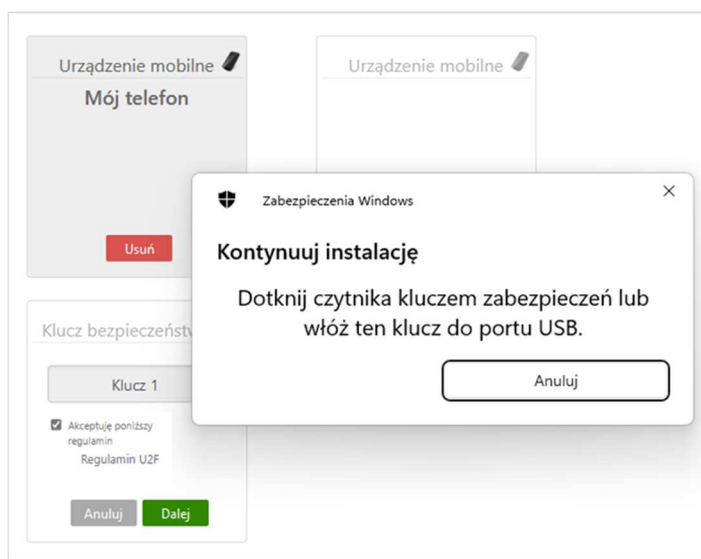 Urządzenie mobilne
Mój telefon
Usuń
Urządzenie mobilne
Zabezpieczenia Windows
Kontynuuj instalację
Dotknij czytnika kluczem zabezpieczeń lub
włóż ten klucz do portu USB.
Anuluj
Klucz
Klucz 1
Akceptuję poniższy
regulamin
Regulamin U2F
Anuluj
Dalej